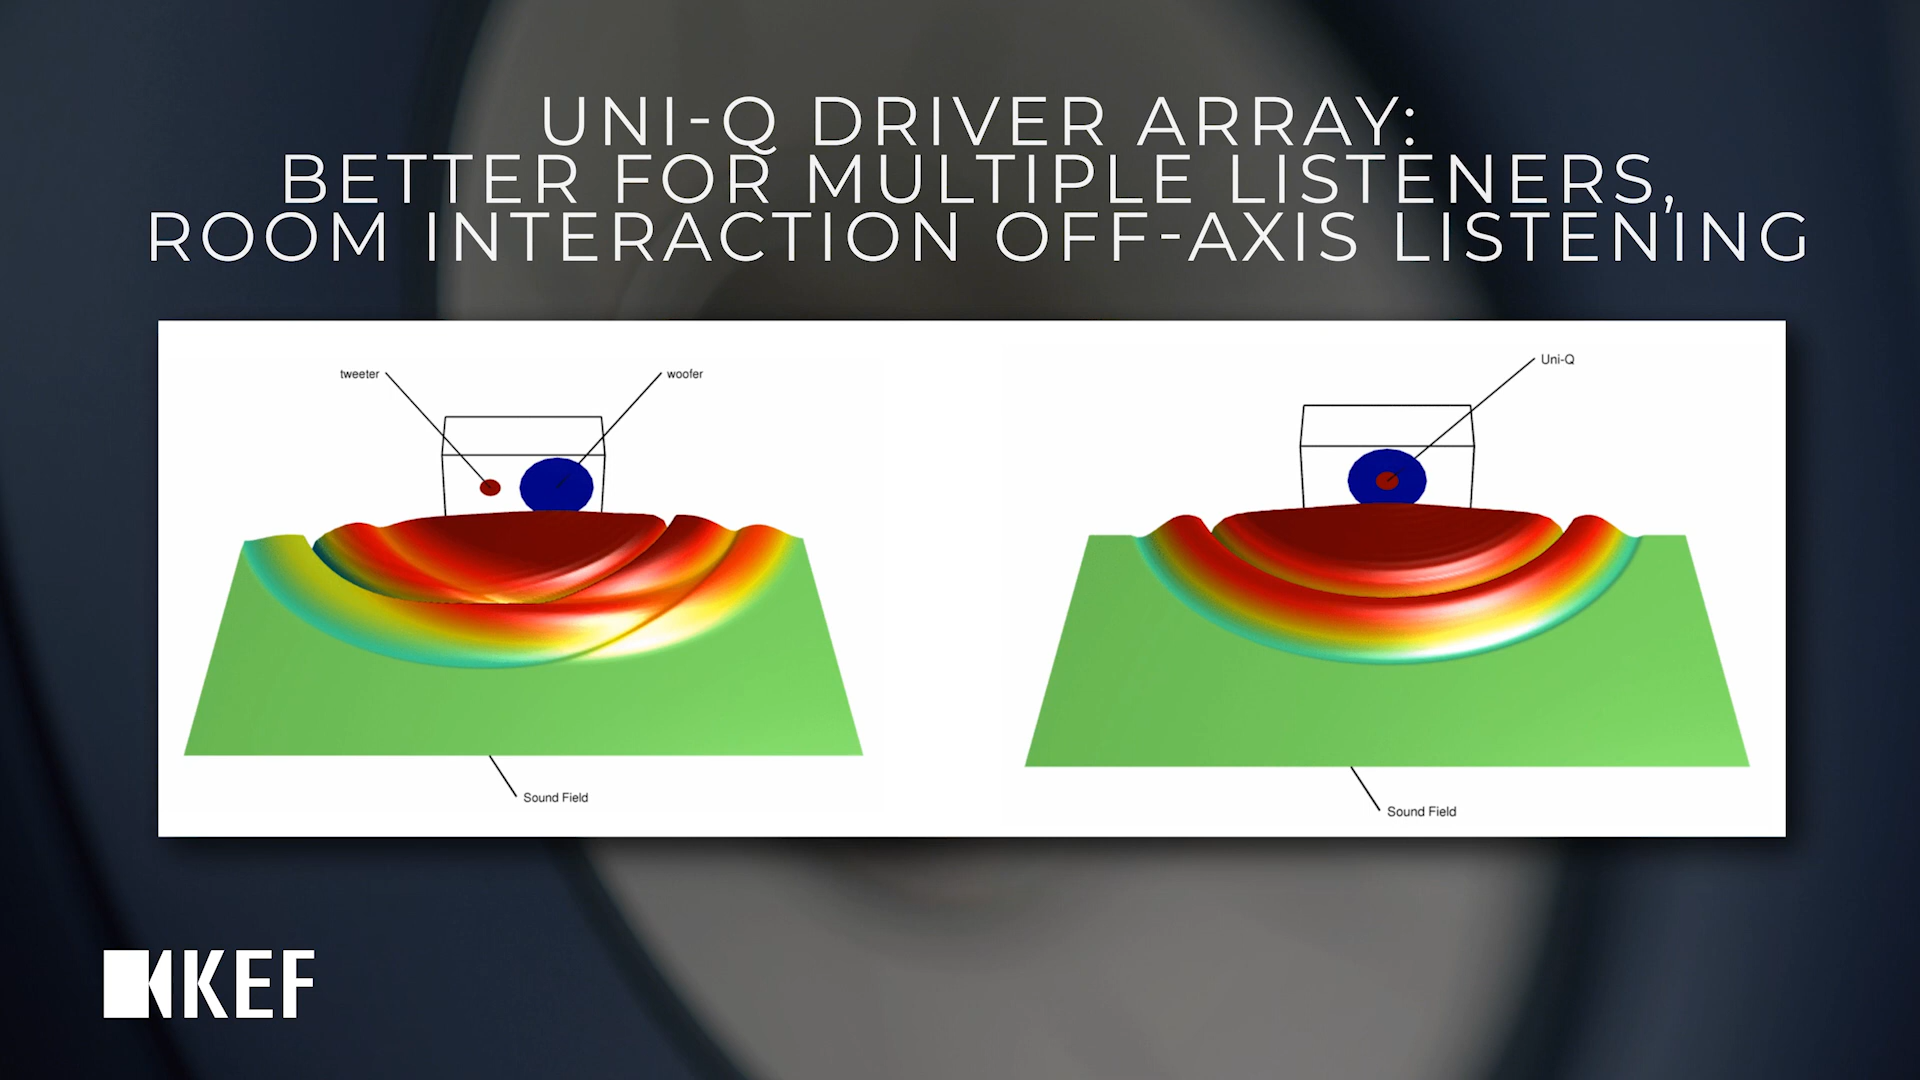 UNI-Q DRIVER ARRAY:
BETTER FOR MULTIPLE LISTENERS,
ROOM INTERACTION OFF-AXIS LISTENING
tweeter
woofer
Uni-Q
Sound Field
Sound Field
KEF